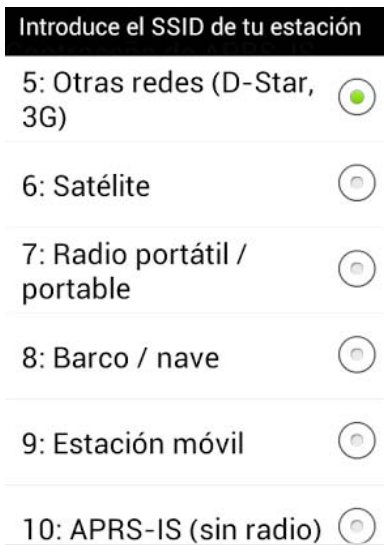 Introduce el SSID de tu estación
5: Otras redes (D-Star,
3G)
6: Satélite
7: Radio portátil /
portable
8: Barco / nave
9: Estación móvil
10: APRS-IS (sin radio)